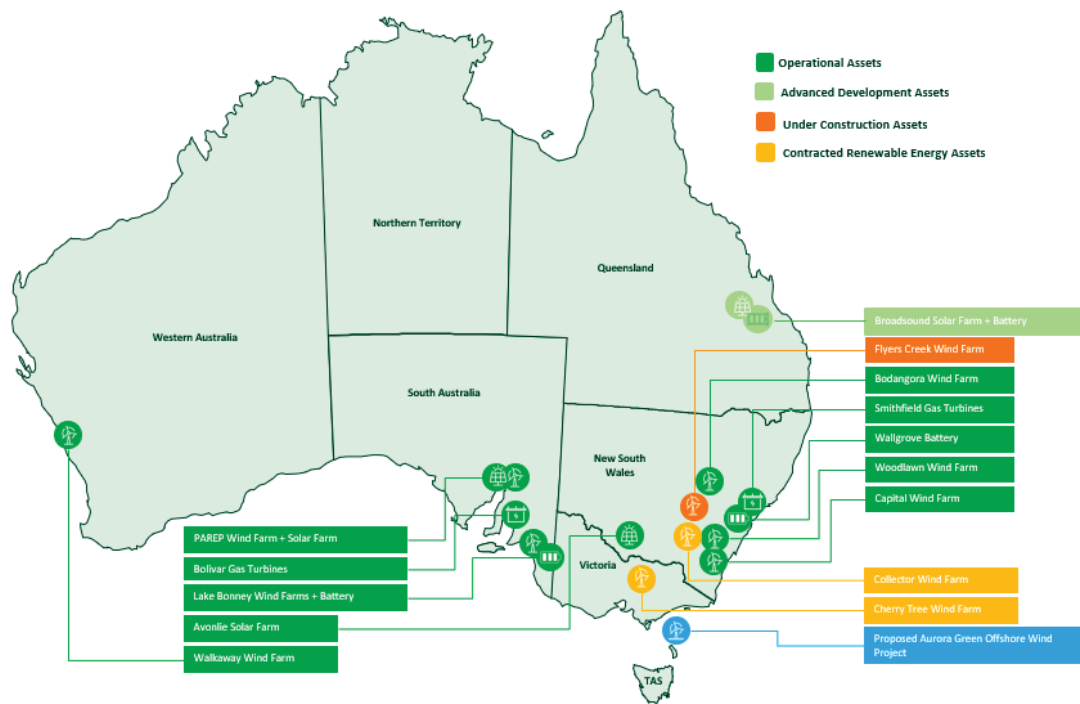 Operational Assets
Advanced Development Assets
Under Construction Assets
Contracted Renewable Energy Assets
Northern Territory
Queensland
Western Australia
South Australia
New South
Wales
Victoria
TAS
Broadsound Solar Farm + Battery
Flyers Creek Wind Farm
Bodangora Wind Farm
Smithfield Gas Turbines
Wallgrove Battery
Woodlawn Wind Farm
Capital Wind Farm
Collector Wind Farm
Cherry Tree Wind Farm
Proposed Aurora Green Offshore Wind
Project
PAREP Wind Farm + Solar Farm
Bolivar Gas Turbines
Lake Bonney Wind Farms + Battery
Avonlie Solar Farm
Walkaway Wind Farm